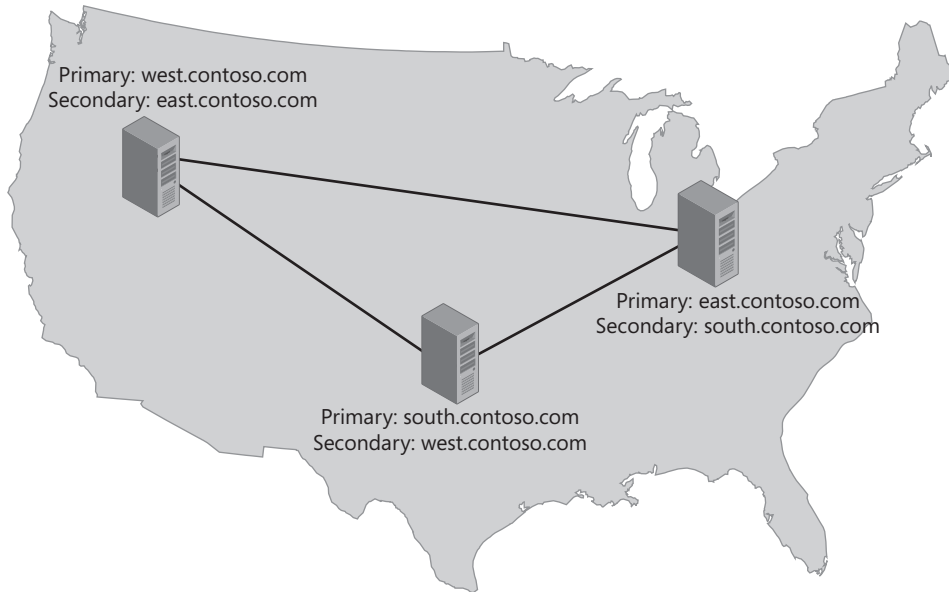 Primary: west.contoso.com
Secondary: east.contoso.com
Primary: east.contoso.com
Secondary: south.contoso.com
Primary: south.contoso.com
Secondary: west.contoso.com